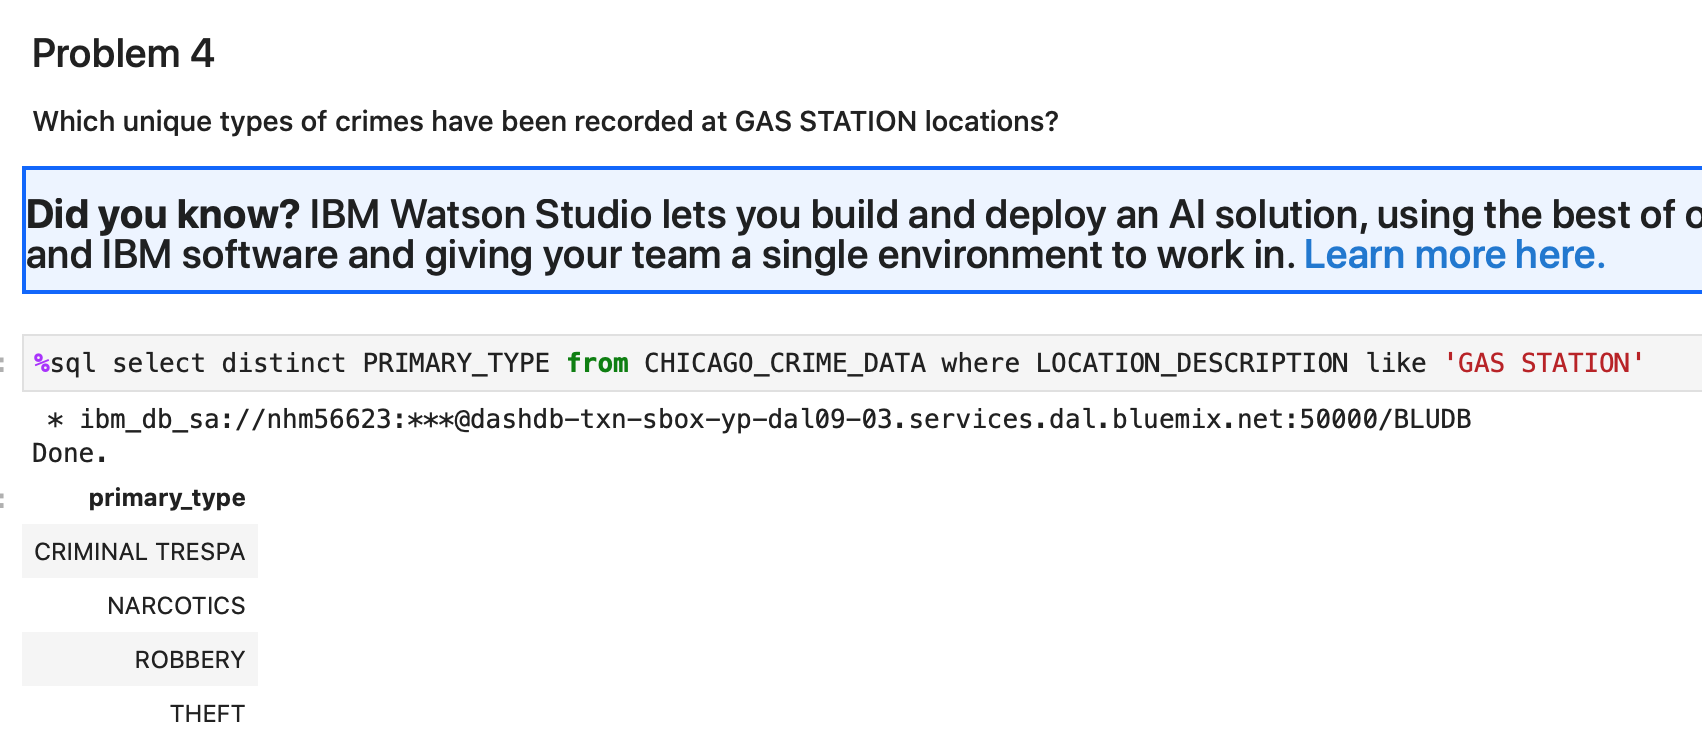 Problem 4
Which unique types of crimes have been recorded at GAS STATION locations?
Did you know? IBM Watson Studio lets you build and deploy an AI solution, using the best of
and IBM software and giving your team a single environment to work in. Learn more here.
%sql select distinct PRIMARY_TYPE from CHICAGO_CRIME_DATA where LOCATION_DESCRIPTION like 'GAS STATION'
* ibm_db_sa://nhm56623:***@dashdb-txn-sbox-yp-dal09-03.services.dal.bluemix.net:50000/BLUDB
Done.
primary_type
CRIMINAL TRESPA
NARCOTICS
ROBBERY
THEFT